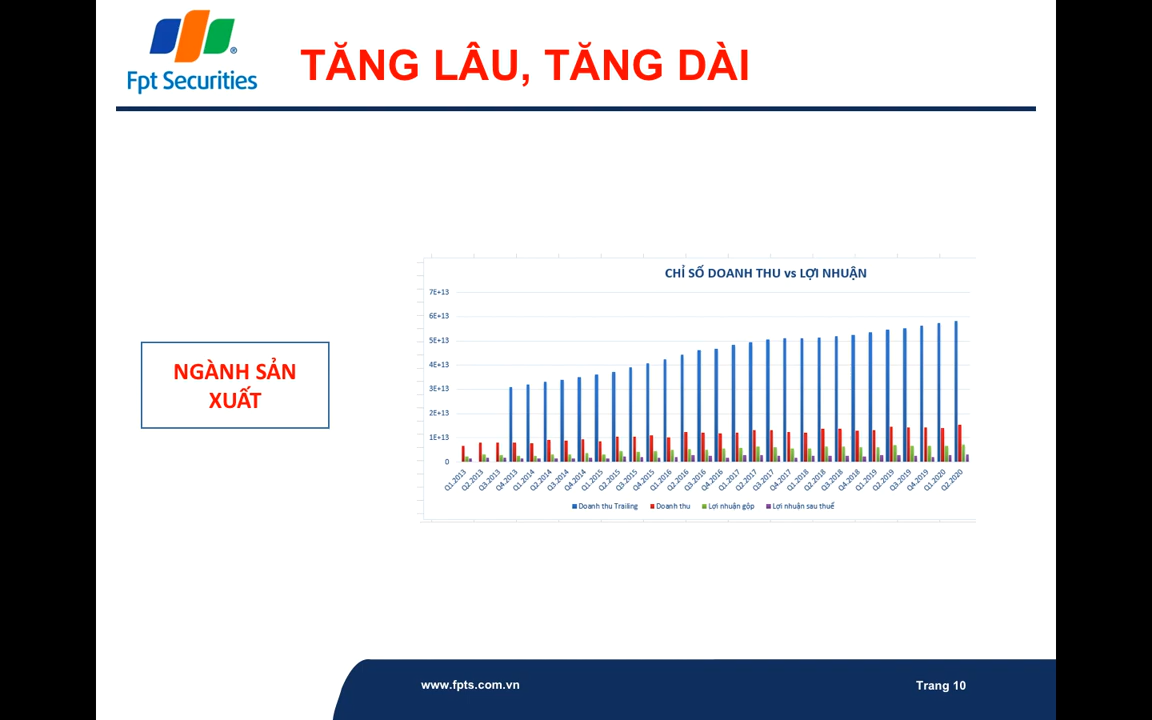 Fpt Securities
®
TĂNG LÂU, TĂNG DÀI
NGÀNH SẢN
XUẤT
CHỈ SỐ DOANH THU vs LỢI NHUẬN
7E+13
6E+13
5E+13
4E+13
3E+13
2E+13
1E+13
0
Q1.2013
Q2.2013
Q3.2013
Q4.2013
Q1.2014
Q2.2014
Q3.2014
Q4.2014
Q1.2015
Q2.2015
Q3.2015
Q4.2015
Q1.2016
Q2.2016
Q3.2016
Q4.2016
Q1.2017
Q2.2017
Q3.2017
Q4.2017
Q1.2018
Q2.2018
Q3.2018
Q4.2018
Q1.2019
Q2.2019
Q3.2019
Q4.2019
Q1.2020
Q2.2020
Doanh thu Trailing
Doanh thu
Lợi nhuận gộp
Lợi nhuận sau thuế
www.fpts.com.vn
Trang 10